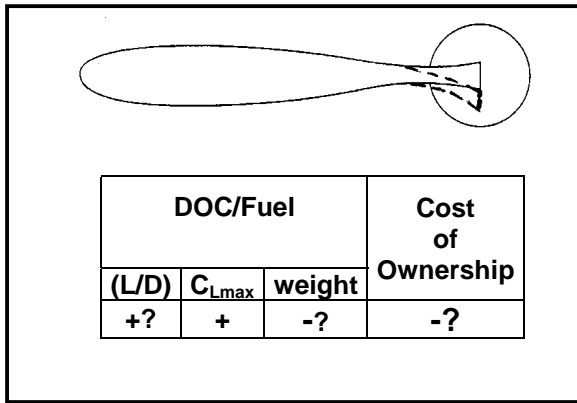 DOC/Fuel
Cost
of
Ownership
(L/D) CLmax weight
+? + -? -?